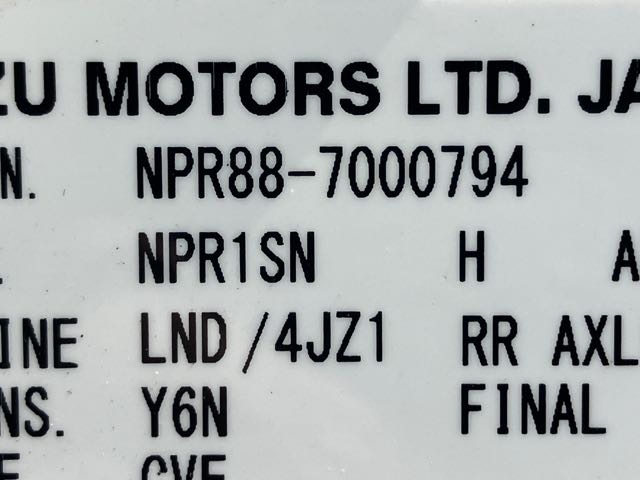 ZU MOTORS LTD. JA
N. NPR88-7000794
NPR1SN H A
INE LND/4JZ1 RR AXL
NS. Y6N FINAL